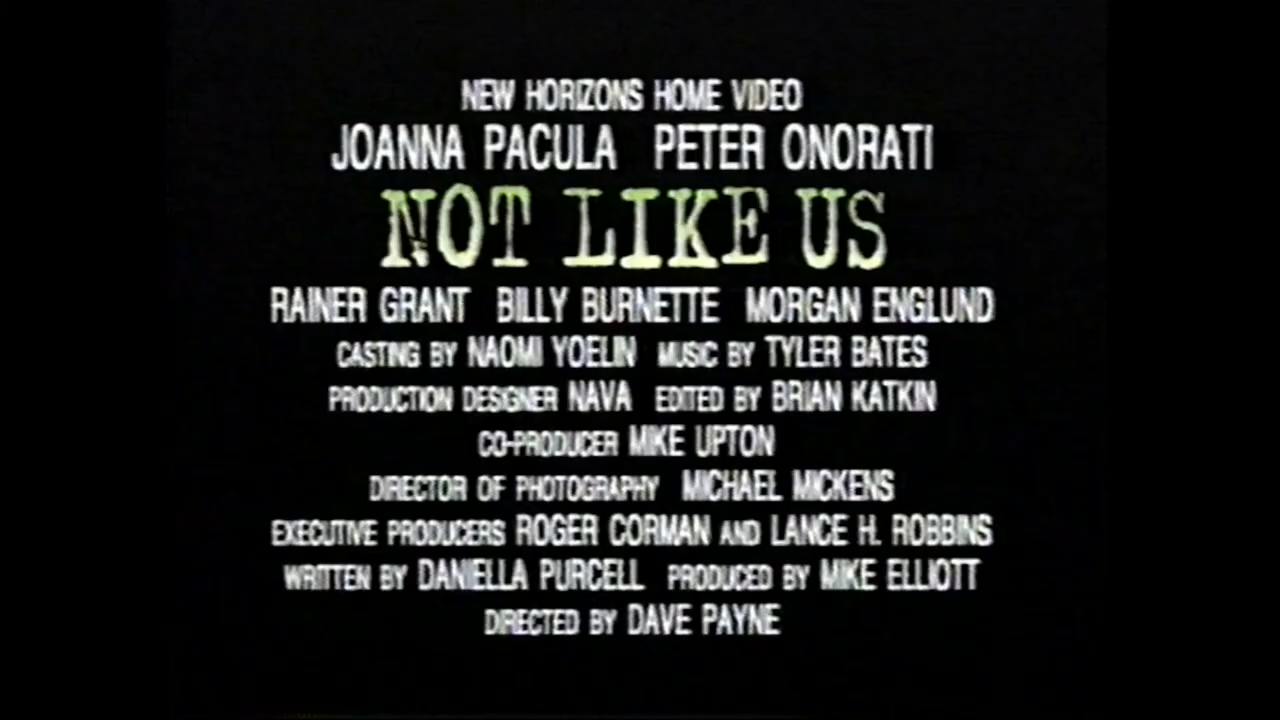 NEW HORIZONS HOME VIDEO
JOANNA PACULA PETER ONORATI
NOT LIKE US
RAINER GRANT BILLY BURNETTE MORGAN ENGLUND
CASTING BY NAOMI YOELIN MUSIC BY TYLER BATES
PRODUCTION DESIGNER NAVA EDITED BY BRIAN KATKIN
CO-PRODUCER MIKE UPTON
DIRECTOR OF PHOTOGRAPHY MICHAEL MICKENS
EXECUTIVE PRODUCERS ROGER CORMAN AND LANCE H. ROBBINS
WRITTEN BY DANIELLA PURCELL PRODUCED BY MIKE ELLIOTT
DIRECTED BY DAVE PAYNE